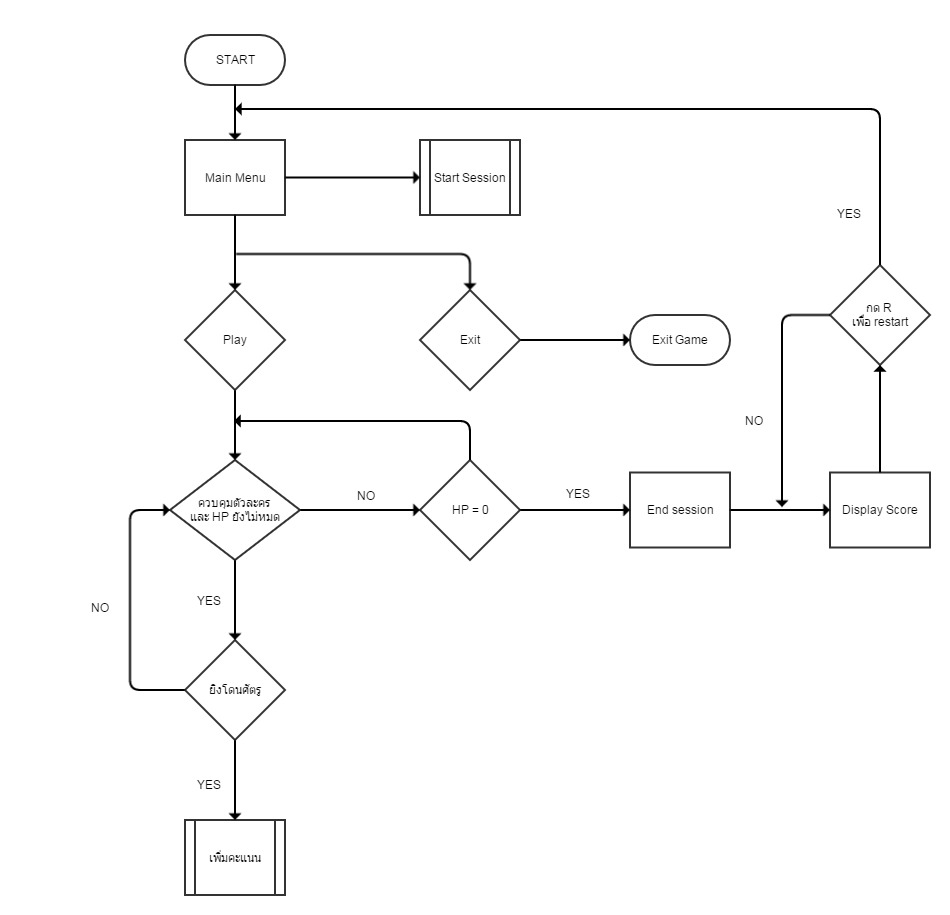 START
Main Menu
Start Session
YES
กด R
เพื่อ restart
Play
Exit
Exit Game
NO
ควบคุมตัวละคร
และ HP ยังไม่หมด
NO
HP = 0
YES
End session
Display Score
YES
NO
ยิงโดนศัตรู
YES
เพิ่มคะแนน